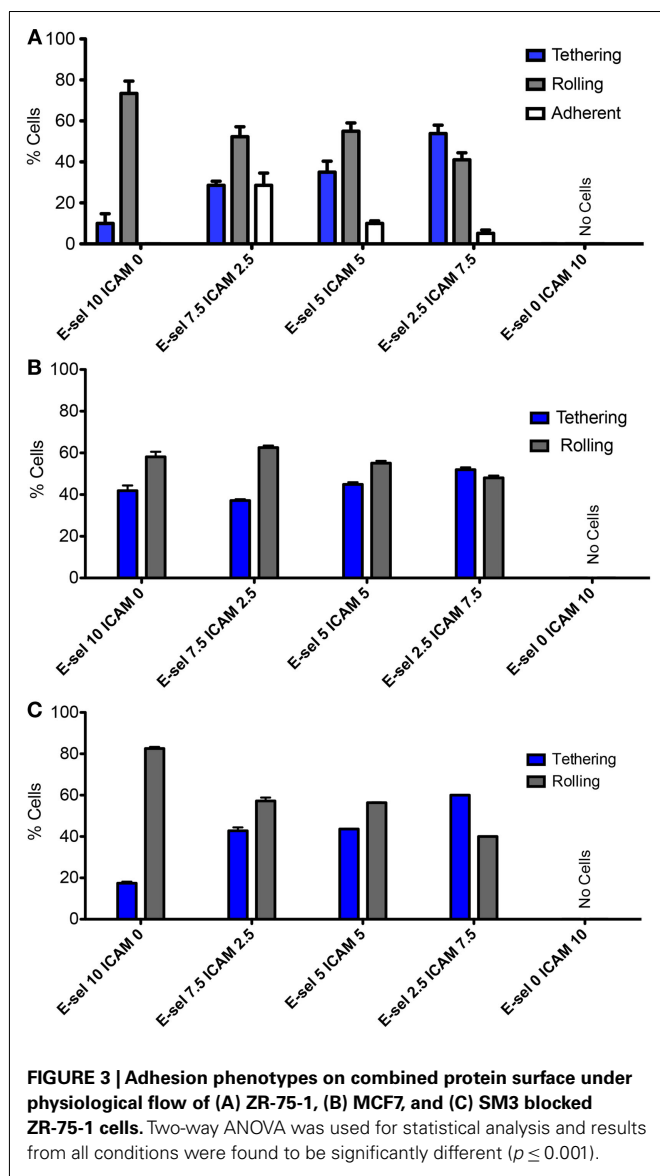 A
100
80
60
40
20
0
% Cells
Tethering
Rolling
Adherent
No Cells
E-sel 10 ICAM 0
E-sel 7.5 ICAM 2.5
E-sel 5 ICAM 5
E-sel 2.5 ICAM 7.5
E-sel 0 ICAM 10
B
100
80
60
40
20
0
% Cells
Tethering
Rolling
No Cells
E-sel 10 ICAM 0
E-sel 7.5 ICAM 2.5
E-sel 5 ICAM 5
E-sel 2.5 ICAM 7.5
E-sel 0 ICAM 10
C
100
80
60
40
20
0
% Cells
Tethering
Rolling
No Cells
E-sel 10 ICAM 0
E-sel 7.5 ICAM 2.5
E-sel 5 ICAM 5
E-sel 2.5 ICAM 7.5
E-sel 0 ICAM 10
FIGURE 3 | Adhesion phenotypes on combined protein surface under
physiological flow of (A) ZR-75-1, (B) MCF7, and (C) SM3 blocked
ZR-75-1 cells. Two-way ANOVA was used for statistical analysis and results
from all conditions were found to be significantly different (p ≤ 0.001).